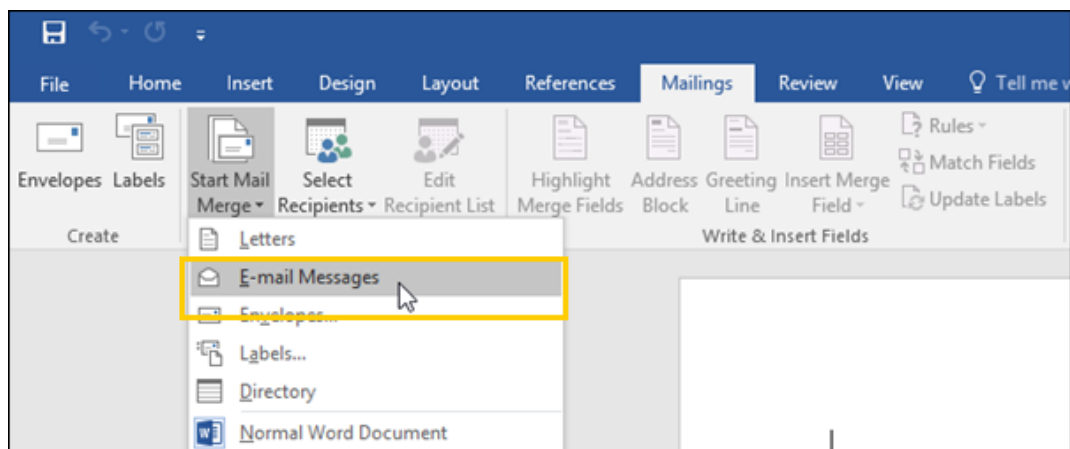 File Home Insert Design Layout References Mailings Review View Tell me
Envelopes Labels Start Mail Merge Select Recipients Edit Recipient List Highlight Merge Fields Address Block Greeting Line Insert Merge Field Rules
Match Fields
Update Labels
Create Write & Insert Fields
Letters
E-mail Messages
Envelopes...
Labels...
Directory
Normal Word Document